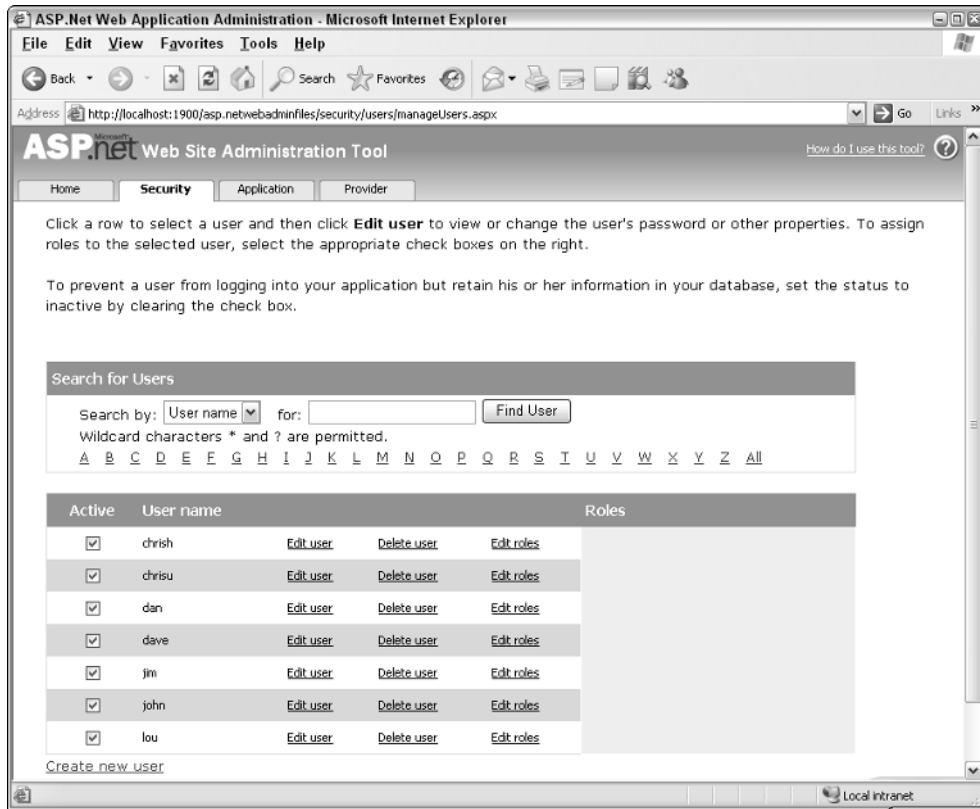 ASP.Net Web Application Administration - Microsoft Internet Explorer
File Edit View Favorites Tools Help
Back Search Favorites
Address http://localhost:1900/asp.netwebadminfiles/security/users/manageUsers.aspx Go Links »
Microsoft
ASP.net Web Site Administration Tool How do I use this tool? ?
Home Security Application Provider
Click a row to select a user and then click Edit user to view or change the user's password or other properties. To assign
roles to the selected user, select the appropriate check boxes on the right.
To prevent a user from logging into your application but retain his or her information in your database, set the status to
inactive by clearing the check box.
Search for Users
Search by: User name for: Find User
Wildcard characters * and ? are permitted.
A B C D E F G H I J K L M N O P Q R S T U V W X Y Z All
Active User name Roles
chrish Edit user Delete user Edit roles
chrisu Edit user Delete user Edit roles
dan Edit user Delete user Edit roles
dave Edit user Delete user Edit roles
jim Edit user Delete user Edit roles
john Edit user Delete user Edit roles
lou Edit user Delete user Edit roles
Create new user
Local intranet